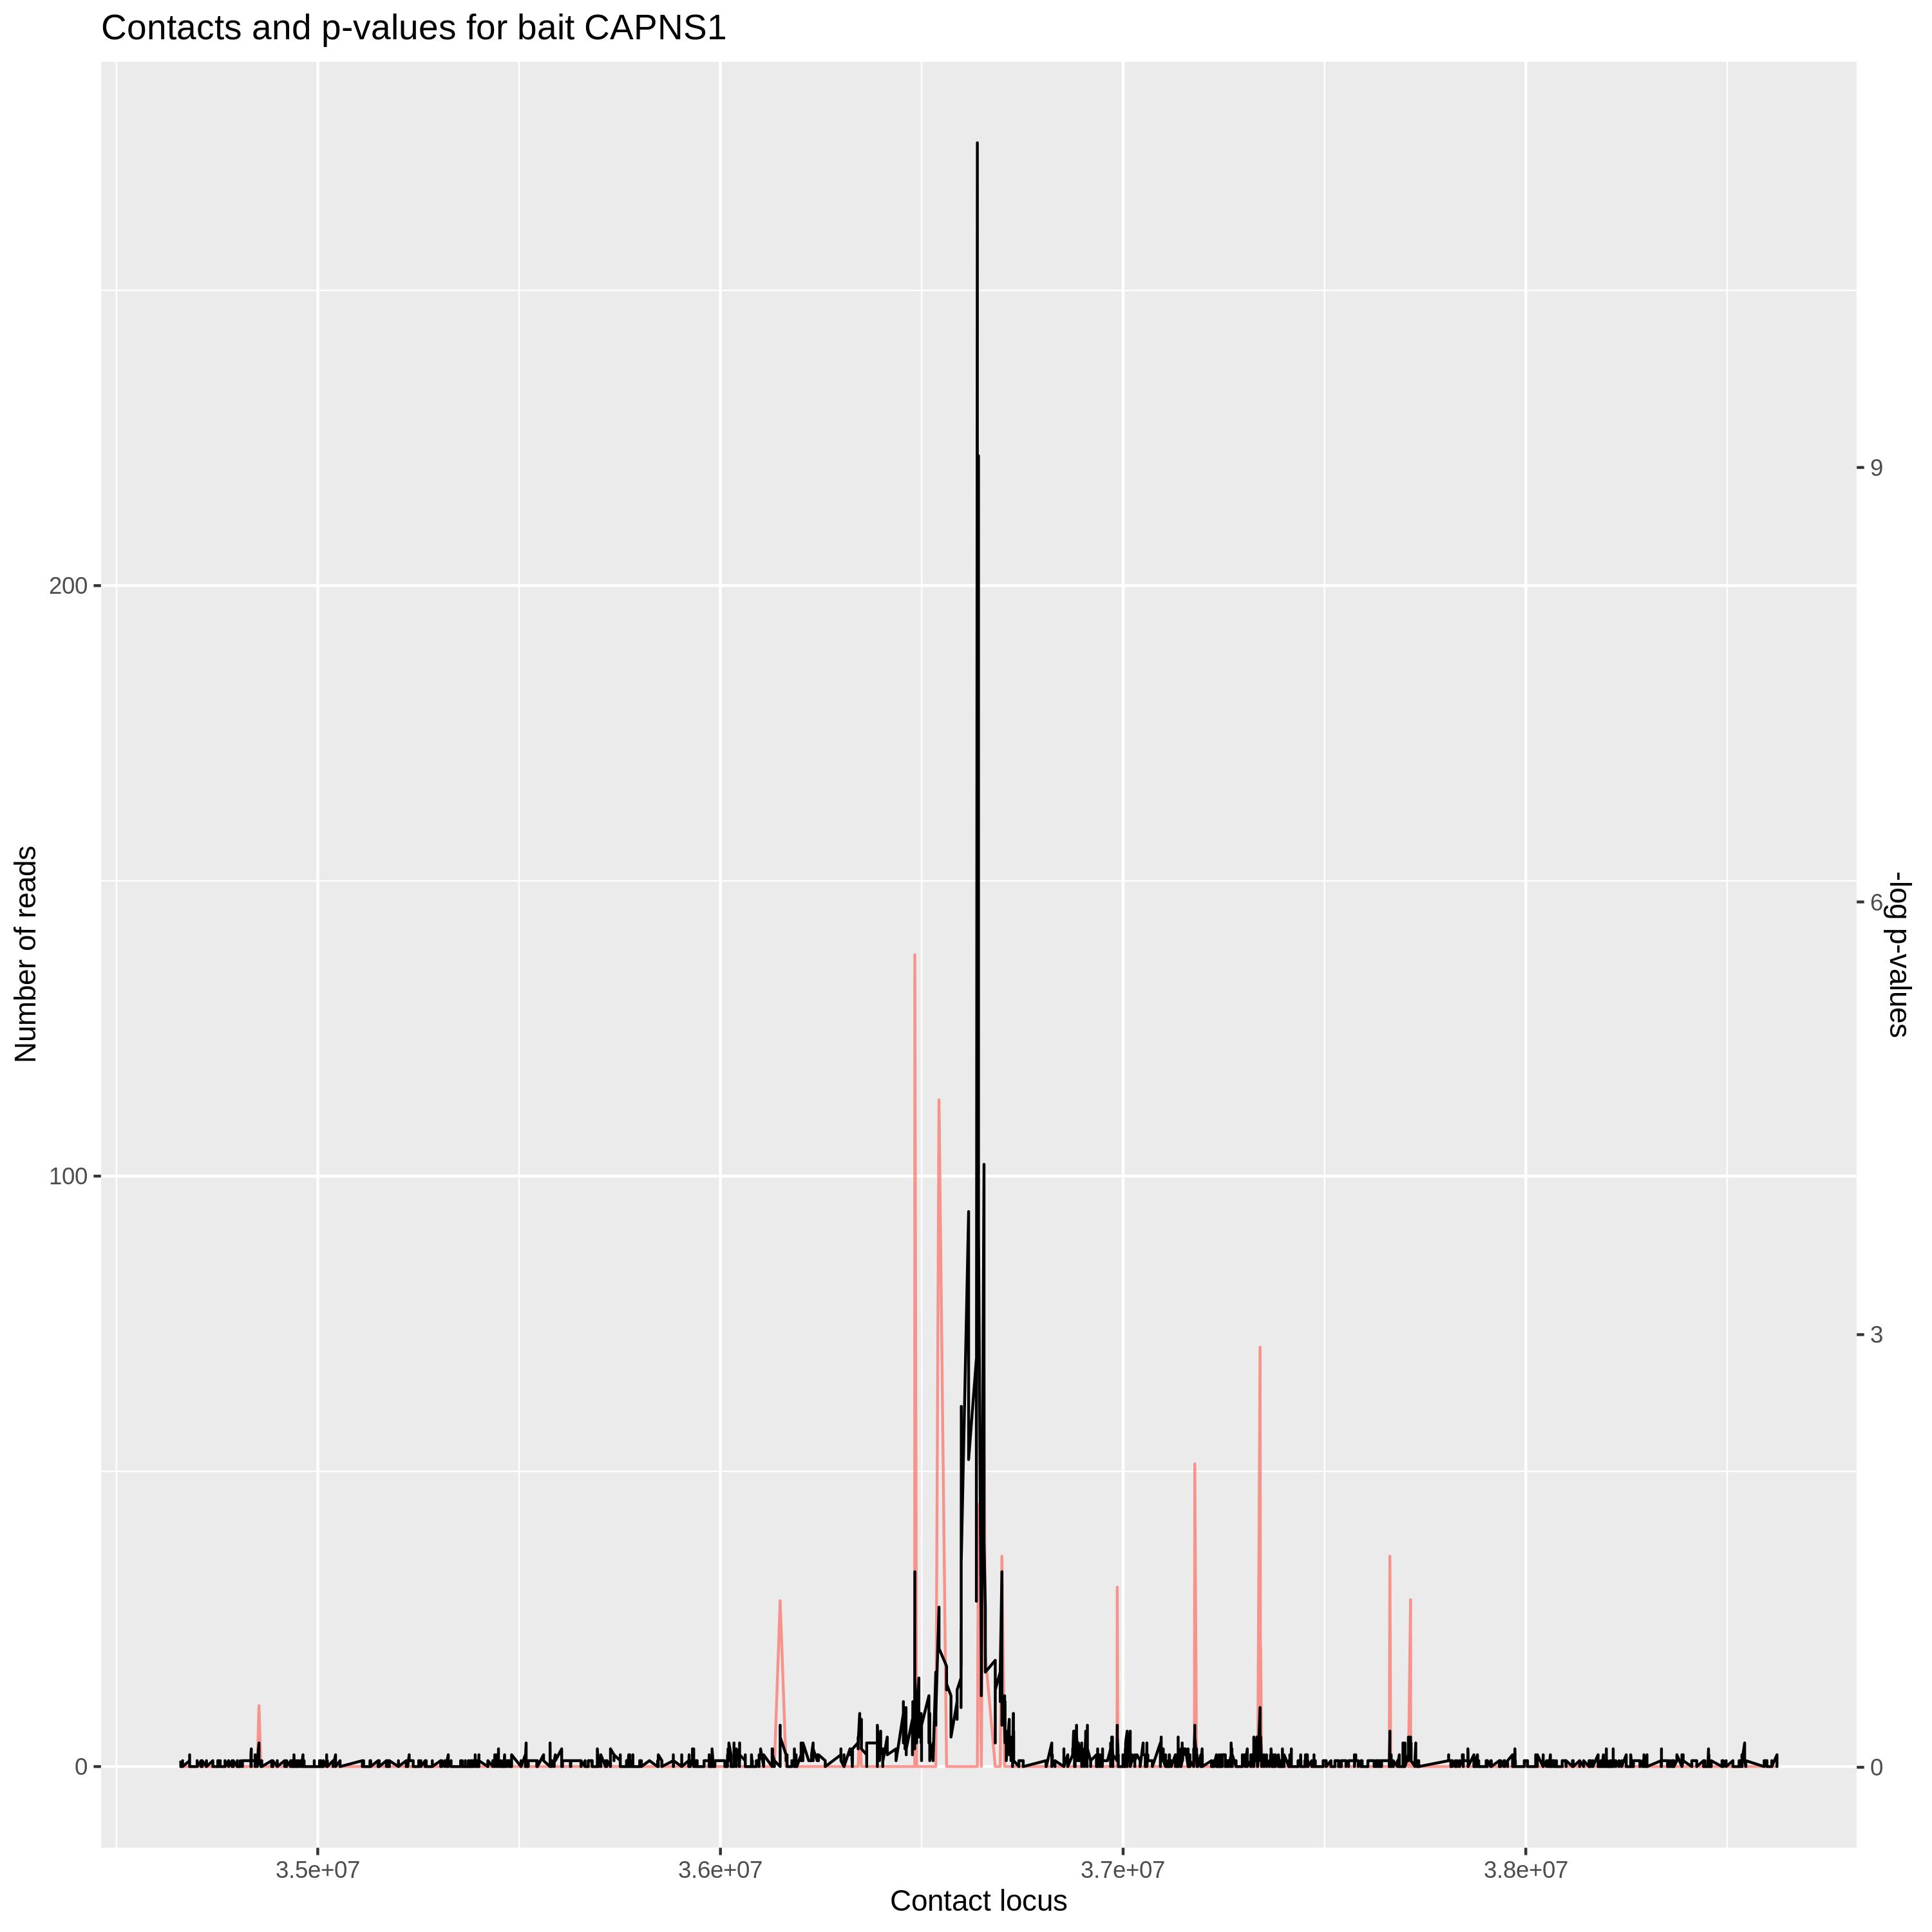 Contacts and p-values for bait CAPNS1
Number of reads
200
100
0
9
6
3
0
-log p-values
3.5e+07 3.6e+07 3.7e+07 3.8e+07
Contact locus